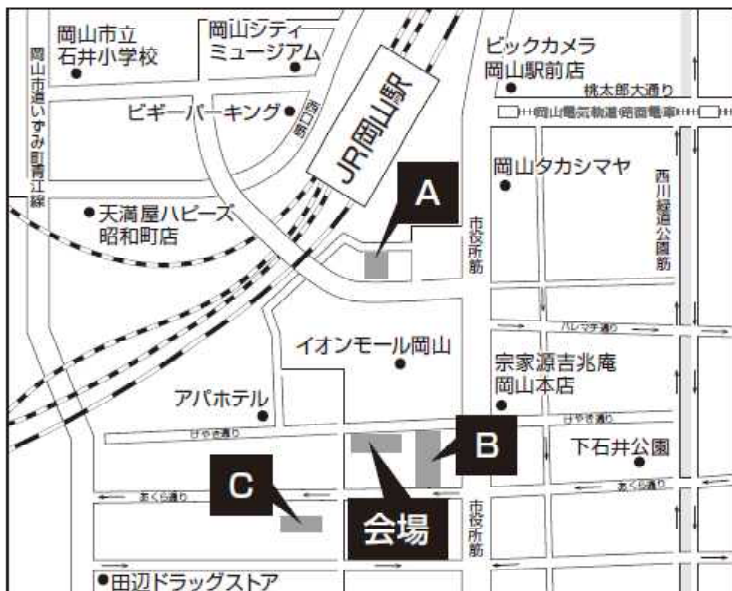 岡山市立
石井小学校
岡山シティ
ミュージアム
ビックカメラ
岡山駅前店
桃太郎大通り
岡山電気軌道 路面電車
JR岡山駅
西口筋
ビギーパーキング
岡山市道いずみ町青江線
A
岡山タカシマヤ
西川緑道公園筋
天満屋ハピーズ
昭和町店
市役所筋
ハレマチ通り
イオンモール岡山
宗家源吉兆庵
岡山本店
アパホテル
けやき通り
けやき通り
B
下石井公園
C
あくら通り
あくら通り
会場
市役所筋
田辺ドラッグストア